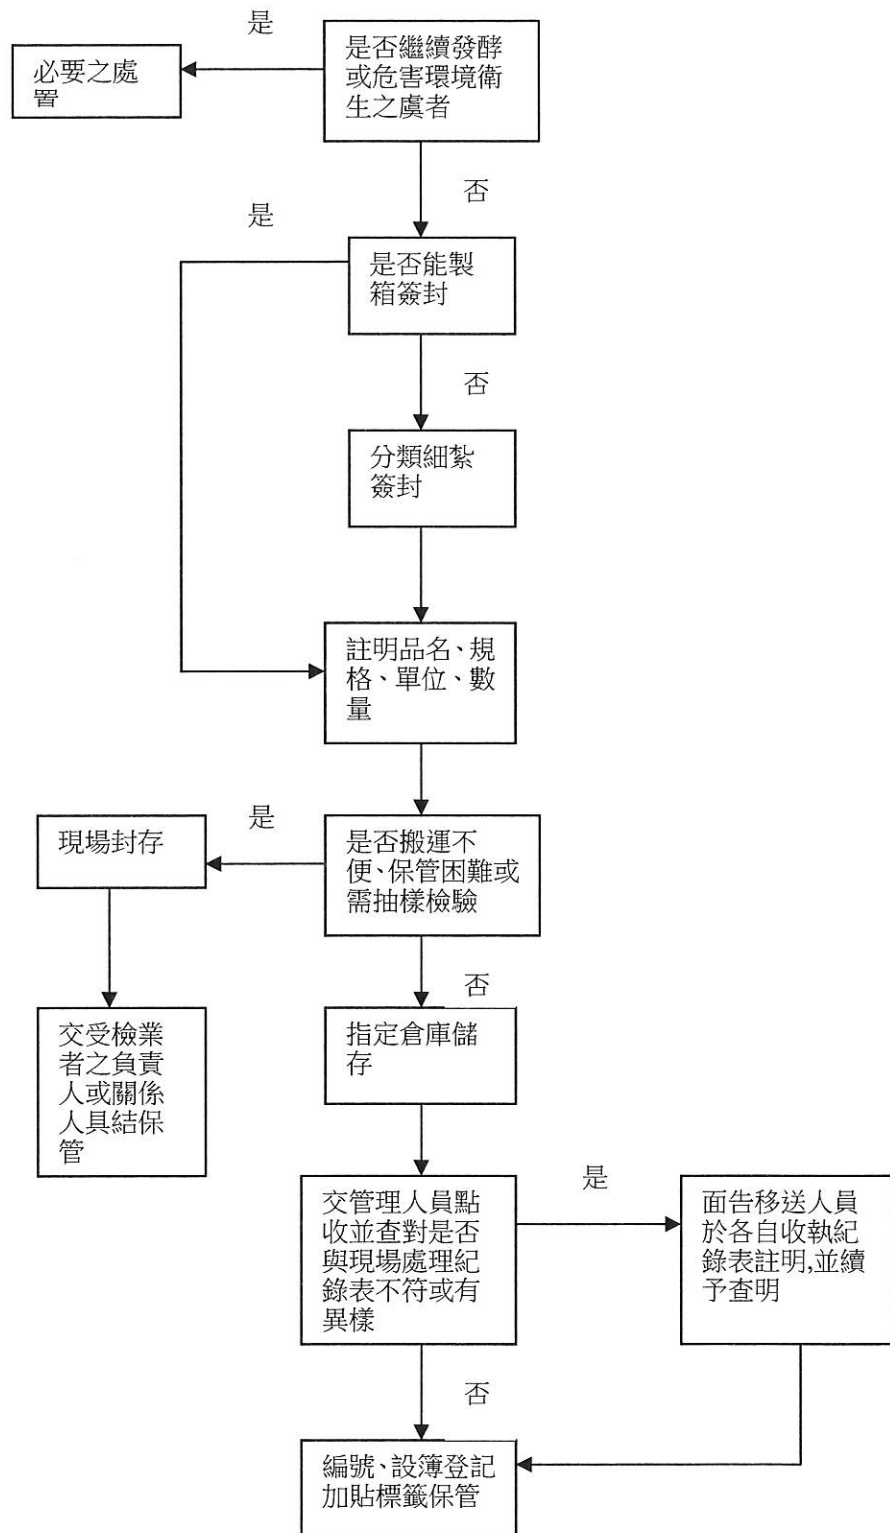 是
是否繼續發酵
或危害環境衛
生之虞者
必要之處
置
否
是
是否能製
箱簽封
否
分類細紮
簽封
註明品名、規
格、單位、數
量
是
現場封存
是否搬運不
便、保管困難或
需抽樣檢驗
否
交受檢業
者之負責
人或關係
人具結保
管
指定倉庫儲
存
是
交管理人員點
收並查對是否
與現場處理紀
錄表不符或有
異樣
面告移送人員
於各自收執紀
錄表註明,並續
予查明
否
編號、設簿登記
加貼標籤保管